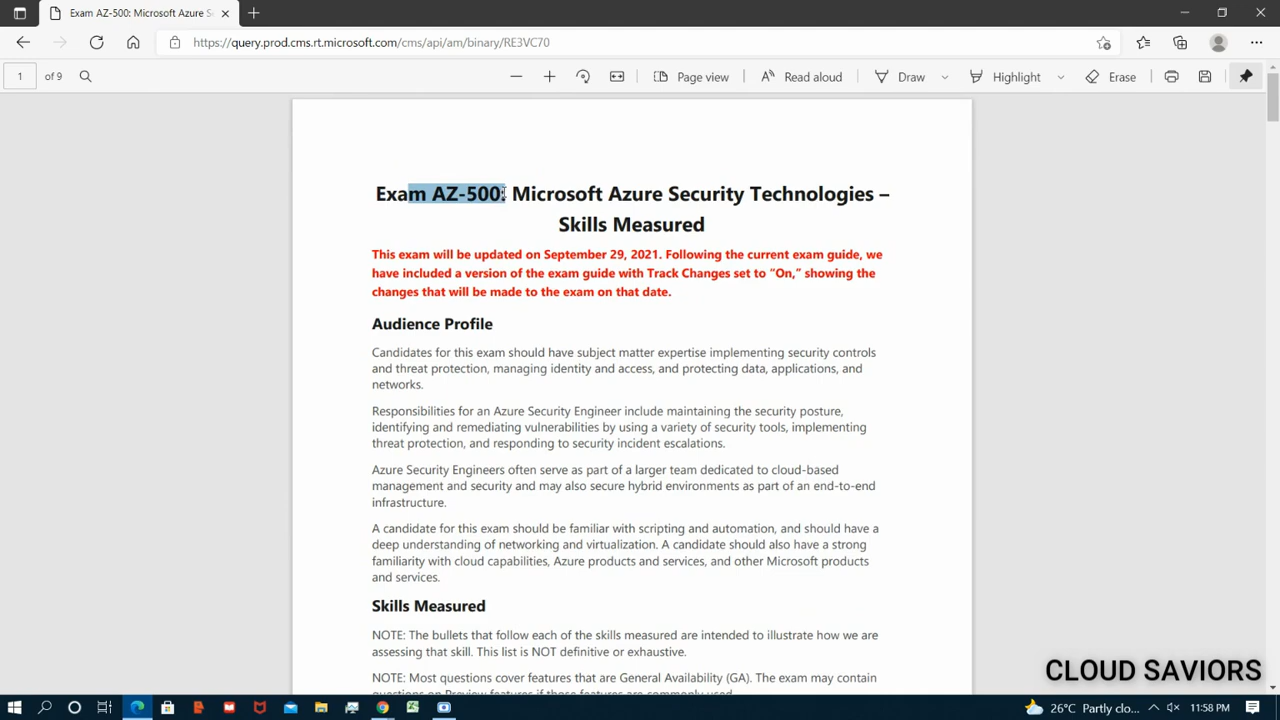 Exam AZ-500: Microsoft Azure S
https://query.prod.cms.rt.microsoft.com/cms/api/am/binary/RE3VC70
1 of 9
Page view
Read aloud
Draw
Highlight
Erase
Exam AZ-500: Microsoft Azure Security Technologies –
Skills Measured
This exam will be updated on September 29, 2021. Following the current exam guide, we
have included a version of the exam guide with Track Changes set to “On,” showing the
changes that will be made to the exam on that date.
Audience Profile
Candidates for this exam should have subject matter expertise implementing security controls
and threat protection, managing identity and access, and protecting data, applications, and
networks.
Responsibilities for an Azure Security Engineer include maintaining the security posture,
identifying and remediating vulnerabilities by using a variety of security tools, implementing
threat protection, and responding to security incident escalations.
Azure Security Engineers often serve as part of a larger team dedicated to cloud-based
management and security and may also secure hybrid environments as part of an end-to-end
infrastructure.
A candidate for this exam should be familiar with scripting and automation, and should have a
deep understanding of networking and virtualization. A candidate should also have a strong
familiarity with cloud capabilities, Azure products and services, and other Microsoft products
and services.
Skills Measured
NOTE: The bullets that follow each of the skills measured are intended to illustrate how we are
assessing that skill. This list is NOT definitive or exhaustive.
NOTE: Most questions cover features that are General Availability (GA). The exam may contain
questions on Preview features if those features are commonly used.
CLOUD SAVIORS
26°C Partly clo...
11:58 PM